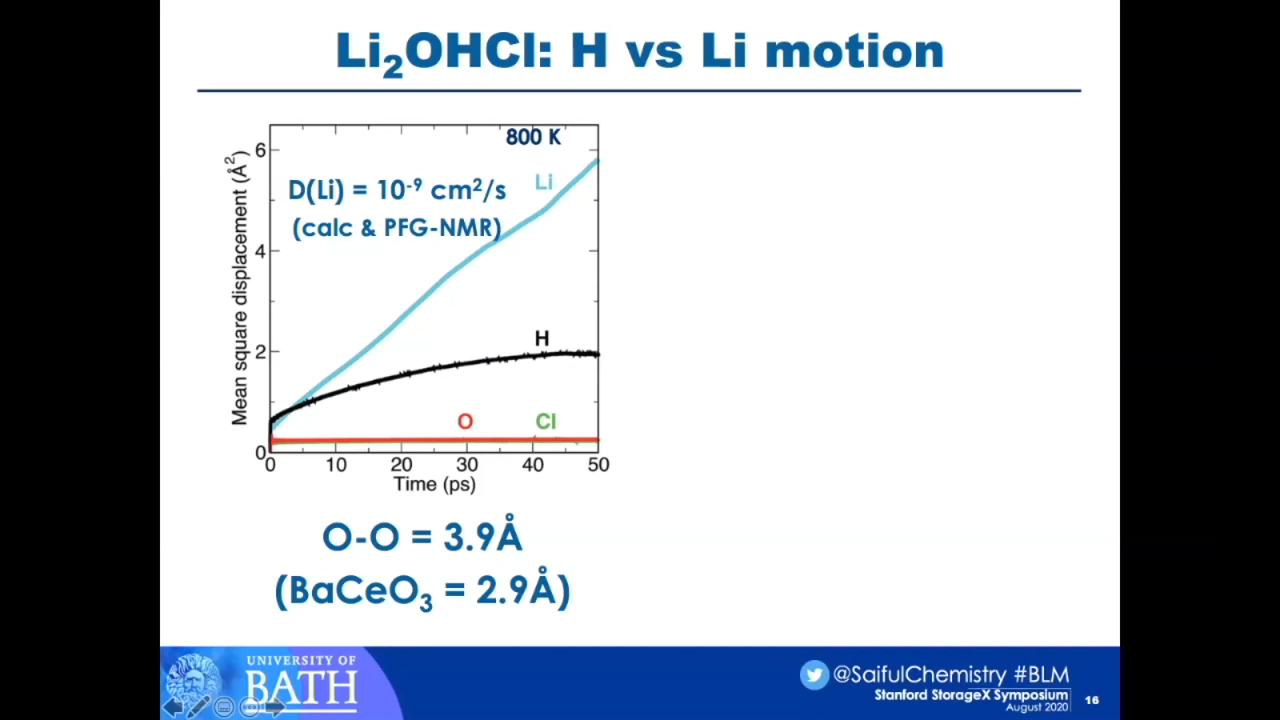 Li₂OHCl: H vs Li motion
800 K
6
D(Li) = 10⁻⁹ cm²/s
Li
(calc & PFG-NMR)
4
Mean square displacement (Å²)
H
2
O
Cl
0
0 10 20 30 40 50
Time (ps)
O-O = 3.9Å
(BaCeO₃ = 2.9Å)
UNIVERSITY OF
BATH
@SaifulChemistry #BLM
Stanford StorageX Symposium
August 2020
16